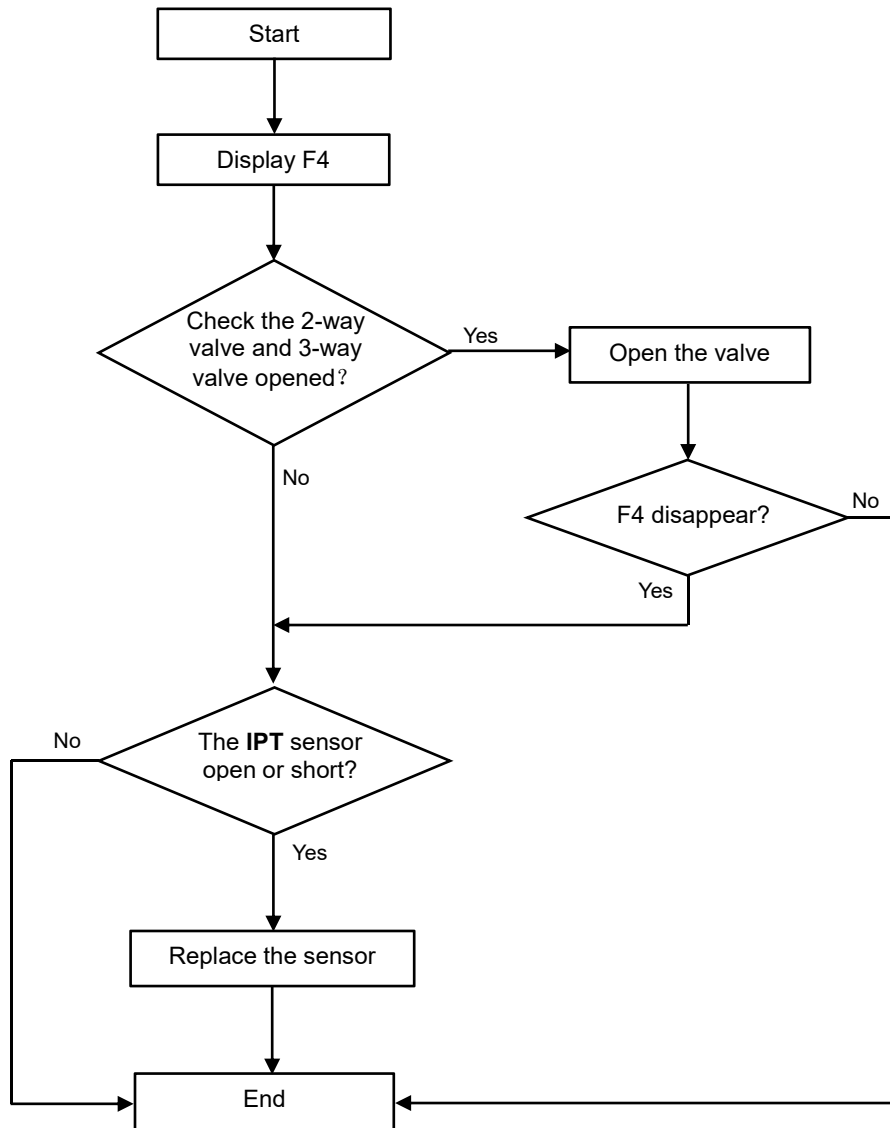 Start
Display F4
Check the 2-way
valve and 3-way
valve opened？
Yes
Open the valve
No
F4 disappear?
No
Yes
No
The IPT sensor
open or short?
Yes
Replace the sensor
End